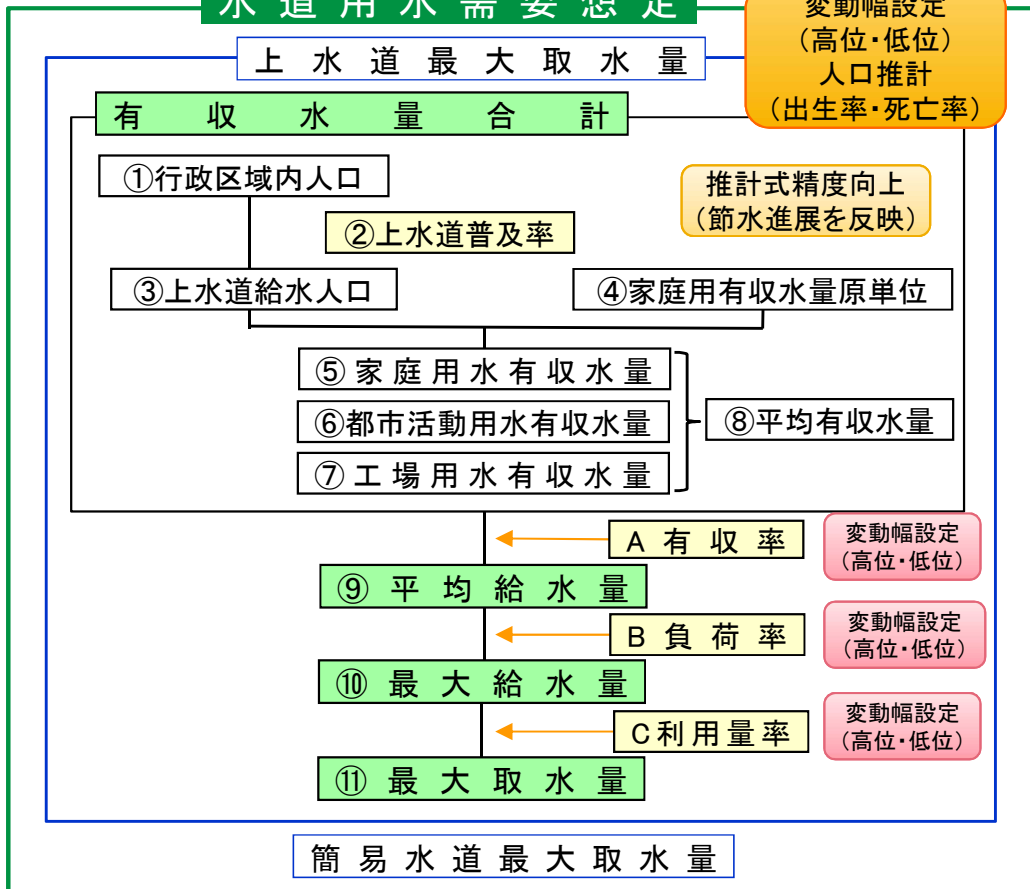 水道用水需要想定
変動幅設定
（高位・低位）
人口推計
（出生率・死亡率）
上水道最大取水量
有収水量合計
①行政区域内人口
推計式精度向上
（節水進展を反映）
②上水道普及率
③上水道給水人口
④家庭用有収水量原単位
⑤家庭用水有収水量
⑥都市活動用水有収水量
⑧平均有収水量
⑦工場用水有収水量
A有収率
変動幅設定
（高位・低位）
⑨平均給水量
B負荷率
変動幅設定
（高位・低位）
⑩最大給水量
C利用量率
変動幅設定
（高位・低位）
⑪最大取水量
簡易水道最大取水量